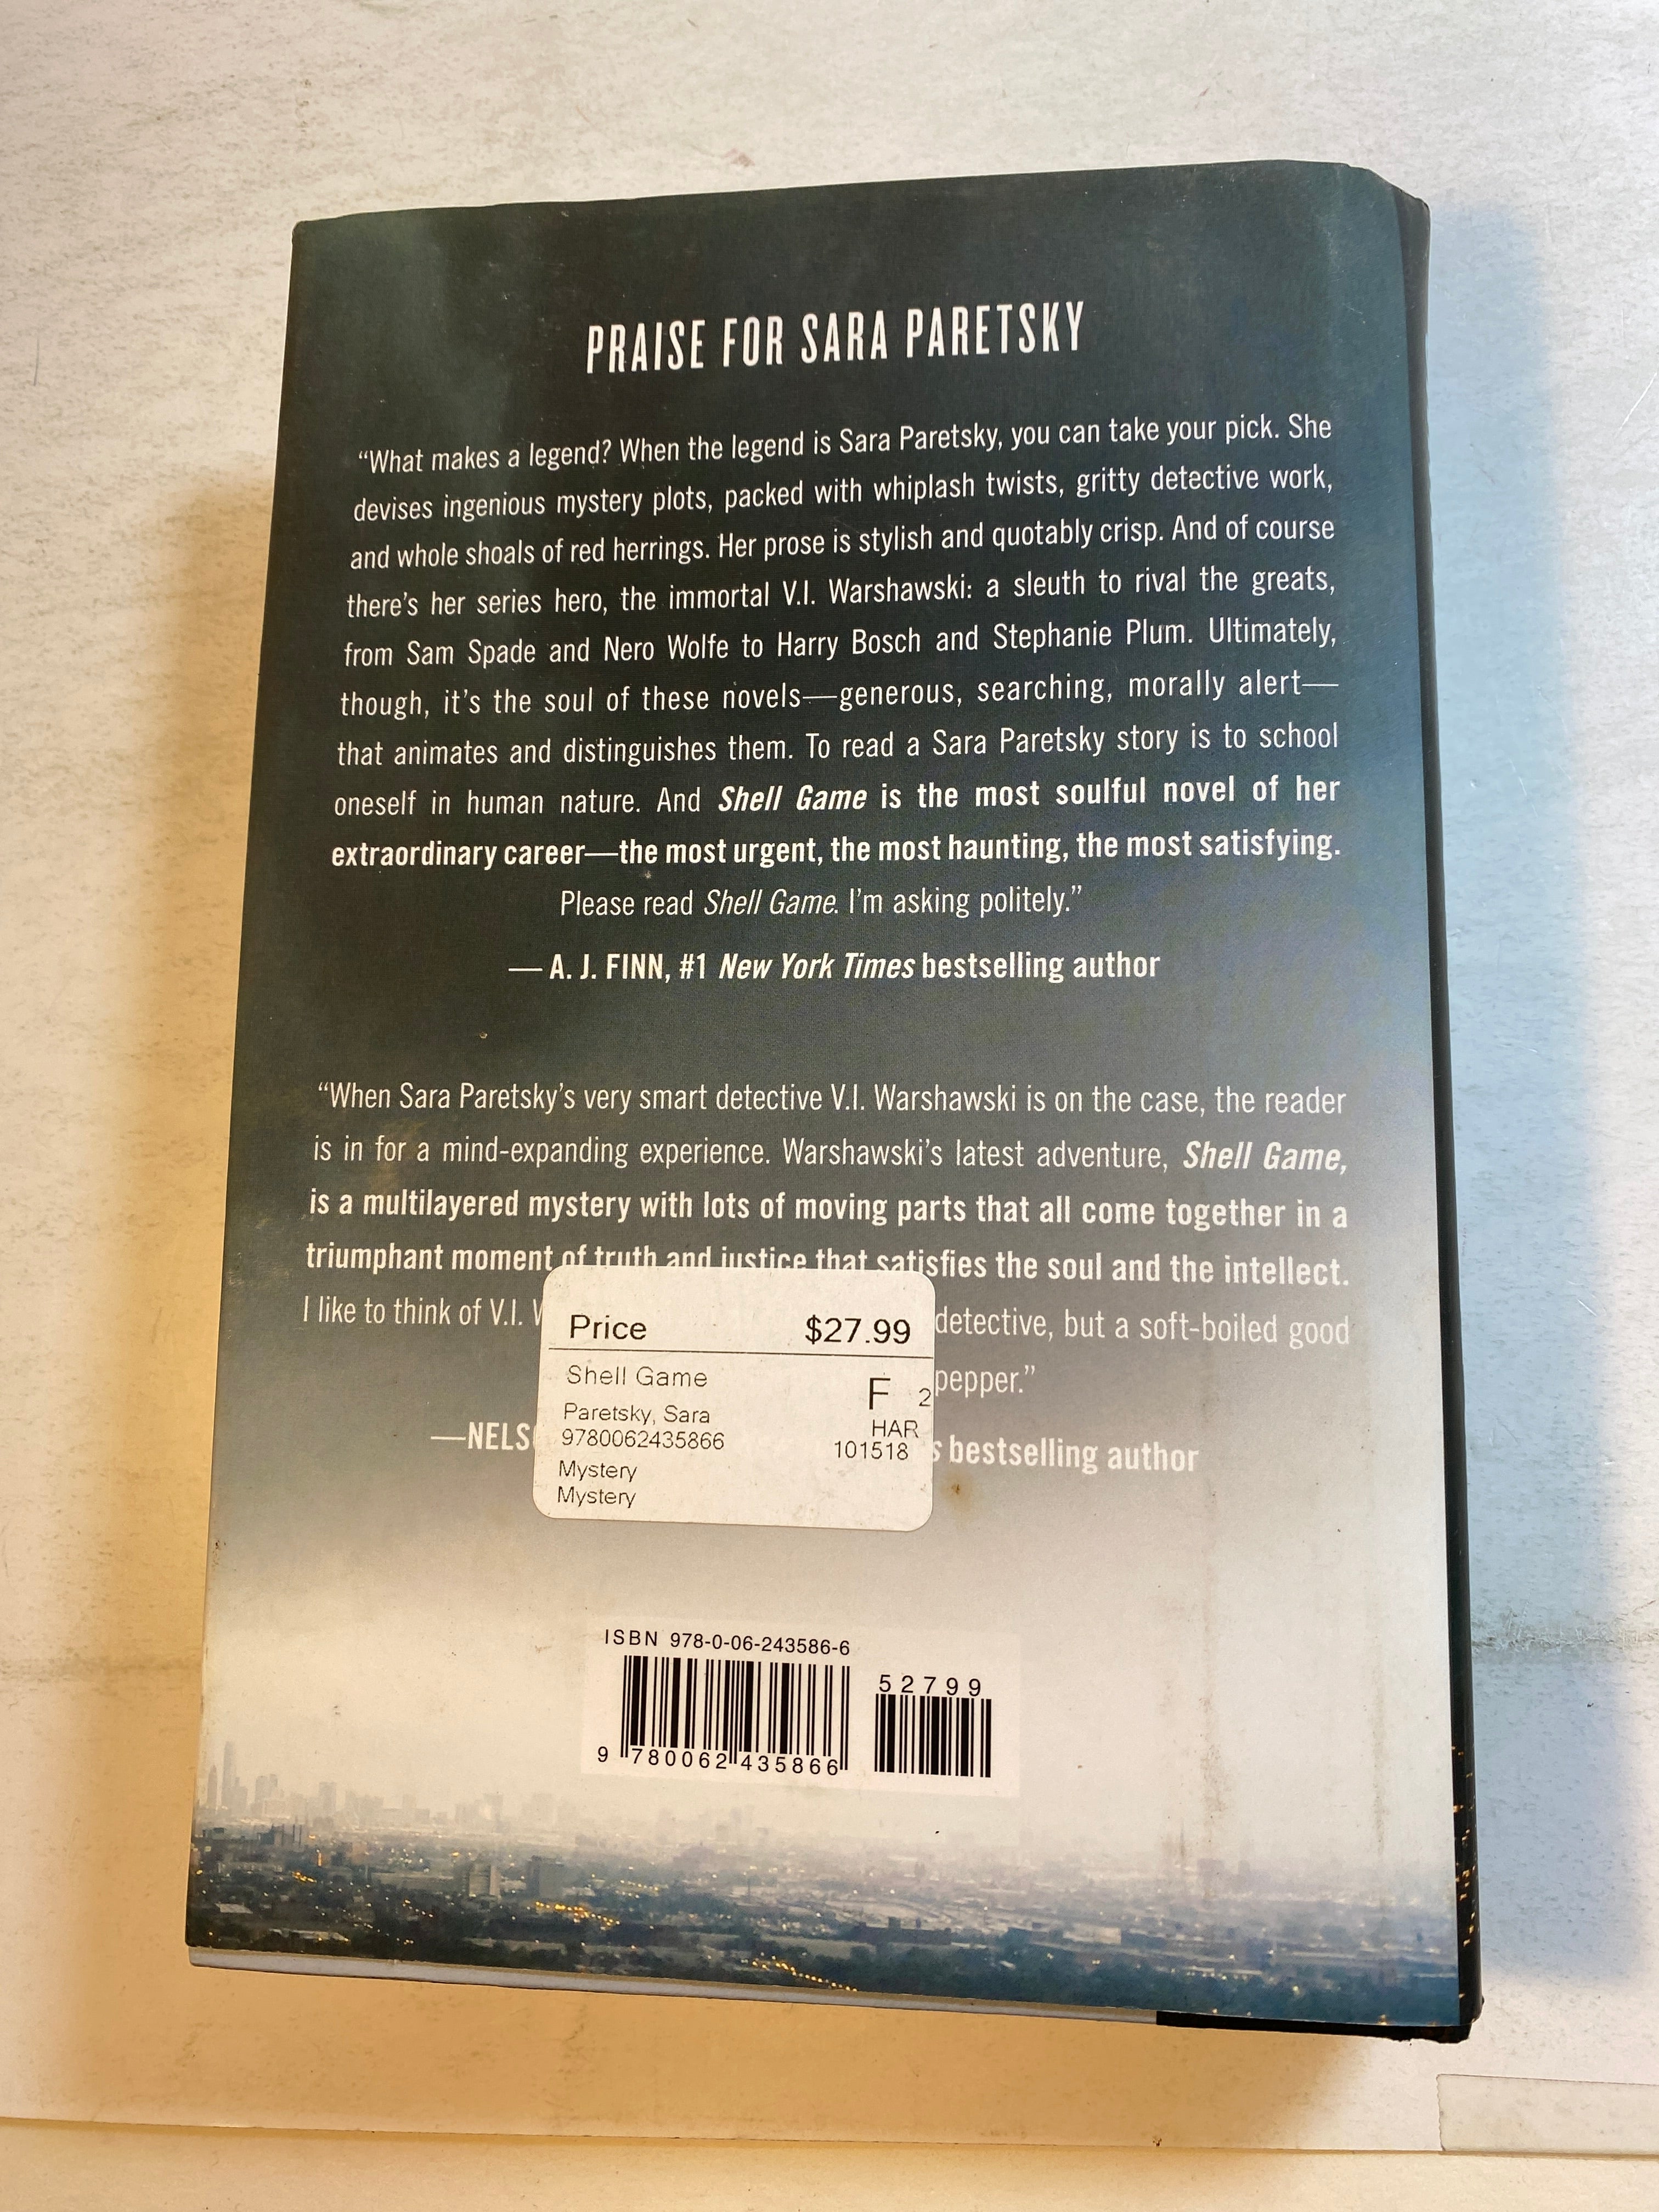 PRAISE FOR SARA PARETSKY
“What makes a legend? When the legend is Sara Paretsky, you can take your pick. She
devises ingenious mystery plots, packed with whiplash twists, gritty detective work,
and whole shoals of red herrings. Her prose is stylish and quotably crisp. And of course
there’s her series hero, the immortal V.I. Warshawski: a sleuth to rival the greats,
from Sam Spade and Nero Wolfe to Harry Bosch and Stephanie Plum. Ultimately,
though, it’s the soul of these novels—generous, searching, morally alert—
that animates and distinguishes them. To read a Sara Paretsky story is to school
oneself in human nature. And Shell Game is the most soulful novel of her
extraordinary career—the most urgent, the most haunting, the most satisfying.
Please read Shell Game. I’m asking politely.”
— A. J. FINN, #1 New York Times bestselling author
“When Sara Paretsky’s very smart detective V.I. Warshawski is on the case, the reader
is in for a mind-expanding experience. Warshawski’s latest adventure, Shell Game,
is a multilayered mystery with lots of moving parts that all come together in a
triumphant moment of truth and justice that satisfies the soul and the intellect.
I like to think of V.I. detective, but a soft-boiled good
pepper.”
—NELS bestselling author
Price $27.99
Shell Game
F 2
Paretsky, Sara HAR
9780062435866 101518
Mystery
Mystery
ISBN 978-0-06-243586-6
52799
9 780062 435866